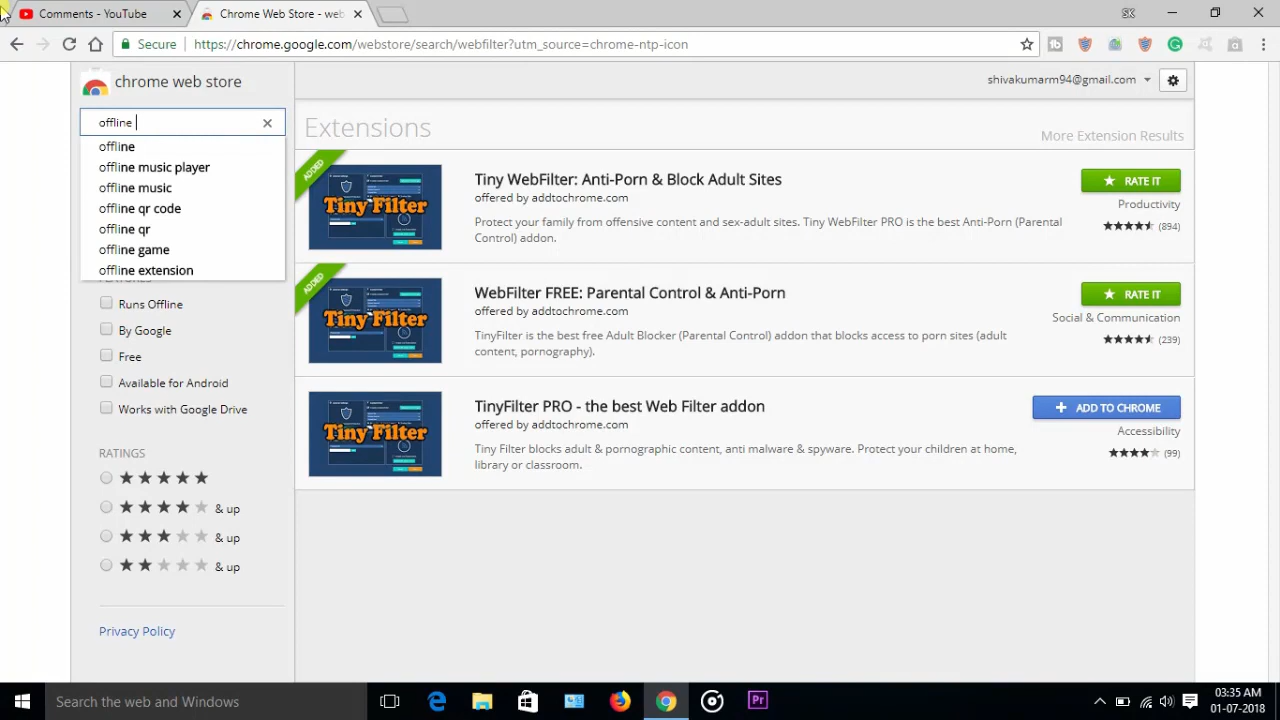 Comments - YouTube
Chrome Web Store - web
Secure
https://chrome.google.com/webstore/search/webfilter?utm_source=chrome-ntp-icon
chrome web store
shivakumarm94@gmail.com
offline
offline
offline music player
offline music
offline qr code
offline qr
offline game
offline extension
Runs Offline
By Google
Free
Available for Android
Works with Google Drive
RATINGS
& up
& up
& up
Privacy Policy
Extensions
More Extension Results
ADDED
Tiny Filter
Tiny WebFilter: Anti-Porn & Block Adult Sites
offered by addtochrome.com
Protect your family from offensive content and sex-adult sites. Tiny WebFilter PRO is the best Anti-Porn (Parental
Control) addon.
RATE IT
Productivity
(894)
ADDED
Tiny Filter
WebFilter FREE: Parental Control & Anti-Porn
offered by addtochrome.com
TinyFilter is the best free Adult Blocker (Parental Control) addon that blocks access to porn sites (adult
content, pornography).
RATE IT
Social & Communication
(239)
Tiny Filter
TinyFilter PRO - the best Web Filter addon
offered by addtochrome.com
Tiny Filter blocks adult & pornographic content, anti malware & spyware. Protect your children at home,
library or classroom.
ADD TO CHROME
Accessibility
(99)
Search the web and Windows
Pr
03:35 AM
01-07-2018